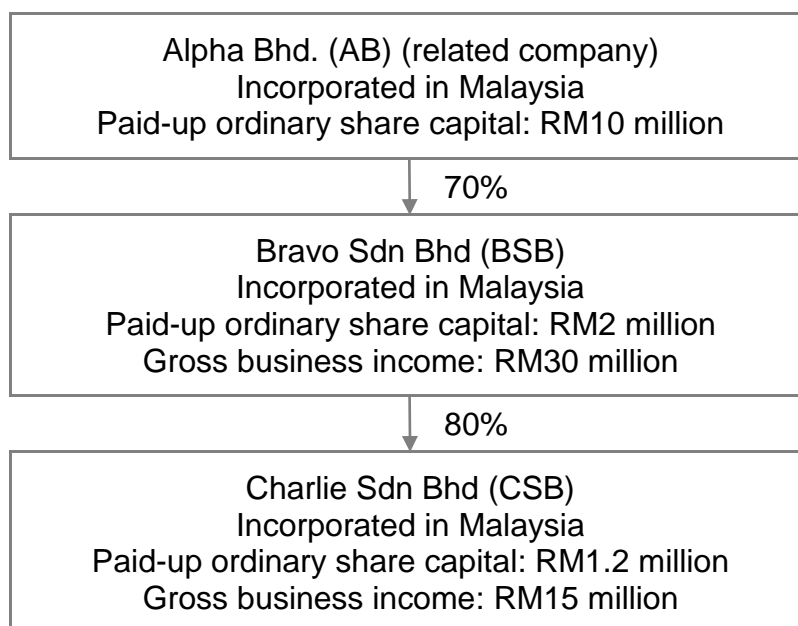 Alpha Bhd. (AB) (related company)
Incorporated in Malaysia
Paid-up ordinary share capital: RM10 million
70%
Bravo Sdn Bhd (BSB)
Incorporated in Malaysia
Paid-up ordinary share capital: RM2 million
Gross business income: RM30 million
80%
Charlie Sdn Bhd (CSB)
Incorporated in Malaysia
Paid-up ordinary share capital: RM1.2 million
Gross business income: RM15 million